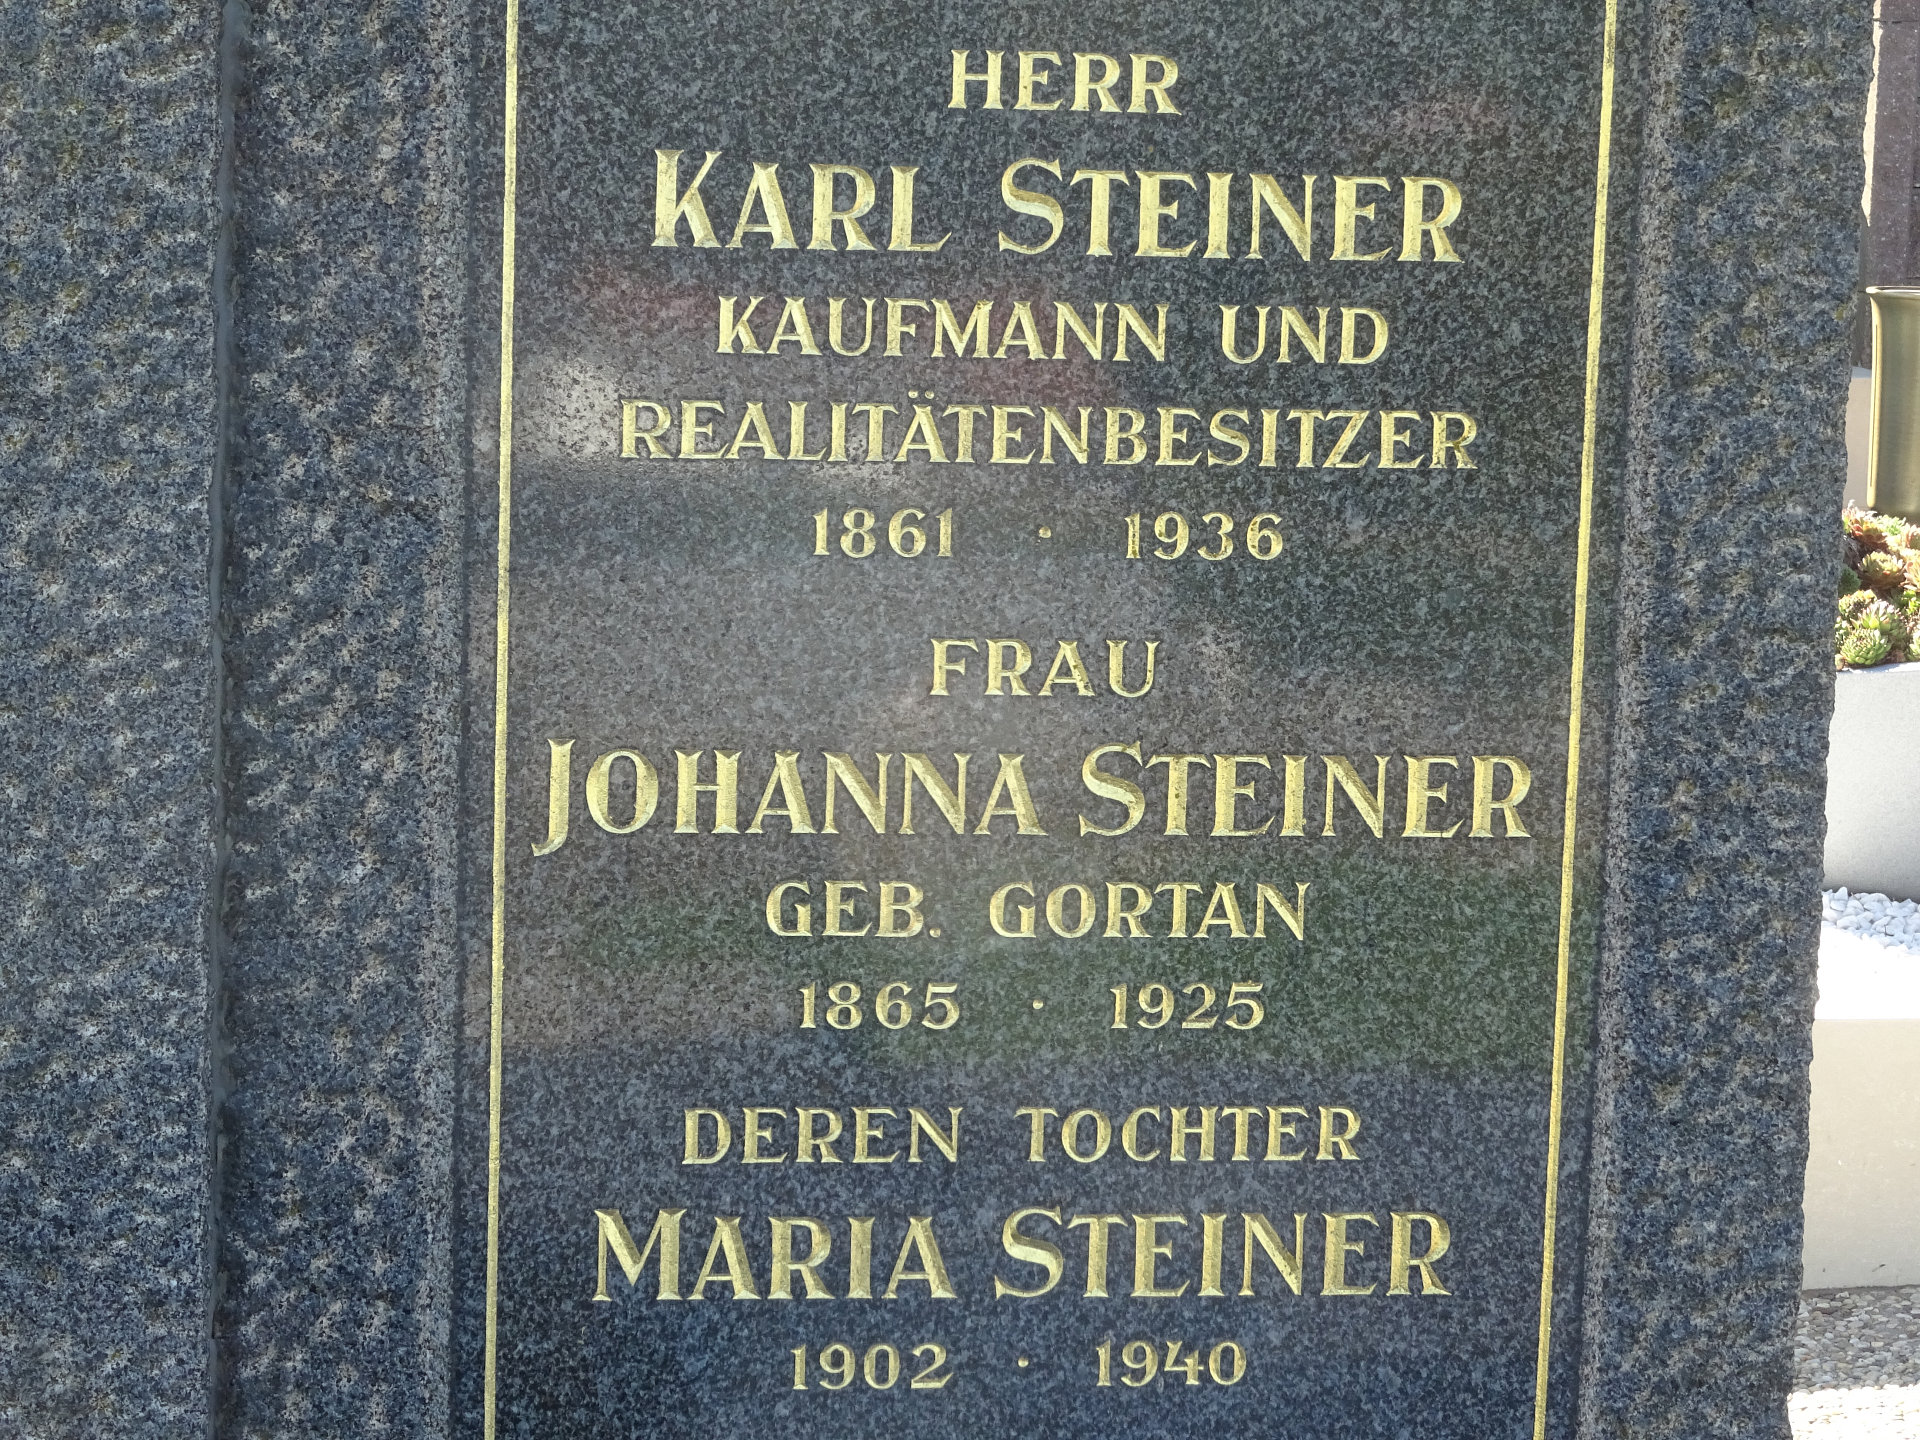 HERR
KARL STEINER
KAUFMANN UND
REALITÄTENBESITZER
1861 · 1936
FRAU
JOHANNA STEINER
GEB. GORTAN
1865 · 1925
DEREN TOCHTER
MARIA STEINER
1902 · 1940